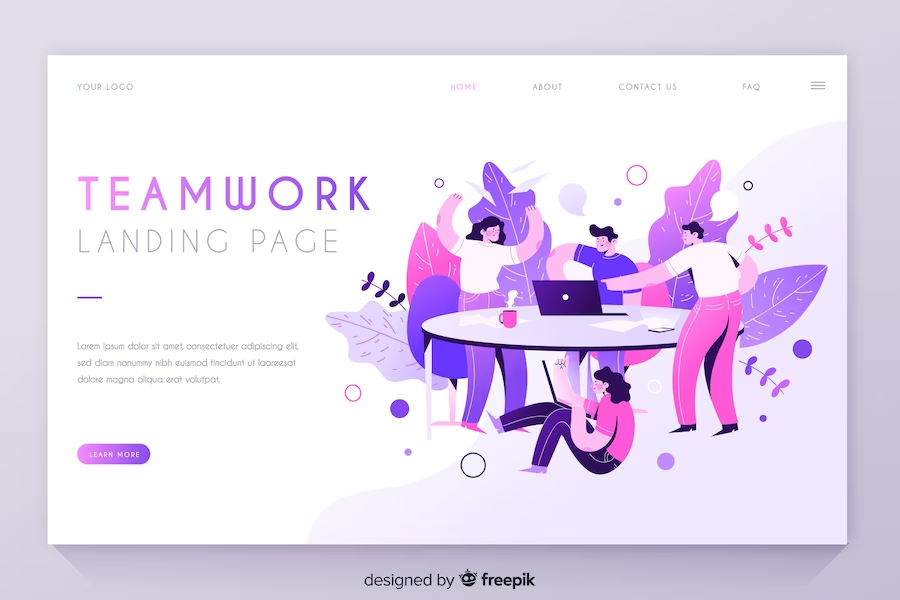 YOUR LOGO HOME ABOUT CONTACT US FAQ
TEAMWORK
LANDING PAGE
Lorem ipsum dolor sit amet, consectetuer adipiscing elit,
sed diam nonummy nibh euismod tincidunt ut laoreetsa
dolore magna aliqua erat volutpat.
LEARN MORE
designed by freepik